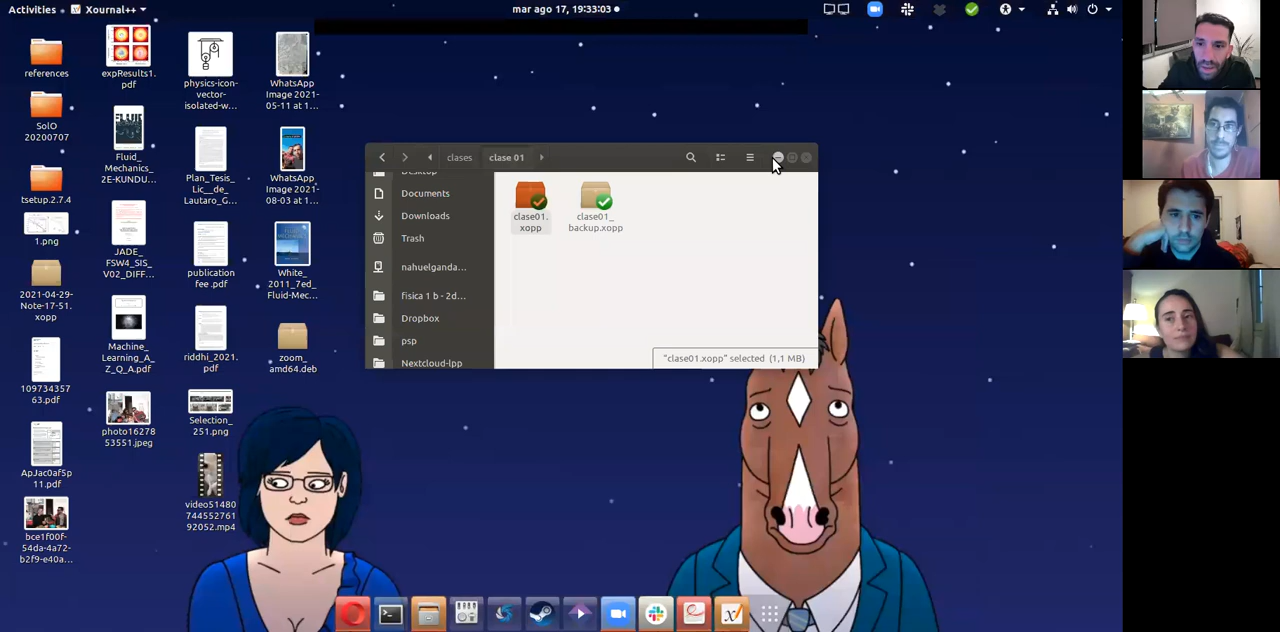 Activities
Xournal++
mar ago 17, 19:33:03
references
expResults1.
pdf
physics-icon-
vector-
isolated-w...
WhatsApp
Image 2021-
05-11 at 1...
SolO
20200707
Fluid_
Mechanics_
2E-KUNDU...
Plan_Tesis_
Lic__de_
Lautaro_G...
WhatsApp
Image 2021-
08-03 at 1...
tsetup.2.7.4
1.png
JADE_
FSW4_SIS_
V02_DIFF...
publication
fee .pdf
White_
2011_7ed_
Fluid-Mec...
2021-04-29-
Note-17-51.
xopp
Machine_
Learning_A_
Z_Q_A.pdf
riddhi_2021.
pdf
zoom_
amd64.deb
109734357
63.pdf
photo16278
53551.jpeg
Selection_
251.png
ApJac0af5p
11.pdf
video51480
744552761
92052.mp4
bce1f00f-
54da-4a72-
b2f9-e40a...
clases
clase 01
Documents
Downloads
Trash
nahuelganda...
fisica 1 b - 2d...
Dropbox
psp
Nextcloud-lpp
clase01.
xopp
clase01_
backup.xopp
"clase01.xopp" selected (1,1 MB)